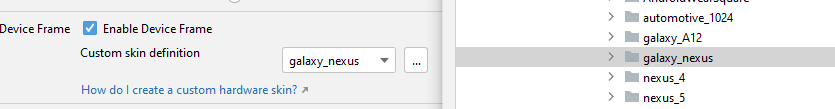 Device Frame
Enable Device Frame
Custom skin definition
galaxy_nexus
...
How do I create a custom hardware skin? ↗
AndroidWearSquare
automotive_1024
galaxy_A12
galaxy_nexus
nexus_4
nexus_5